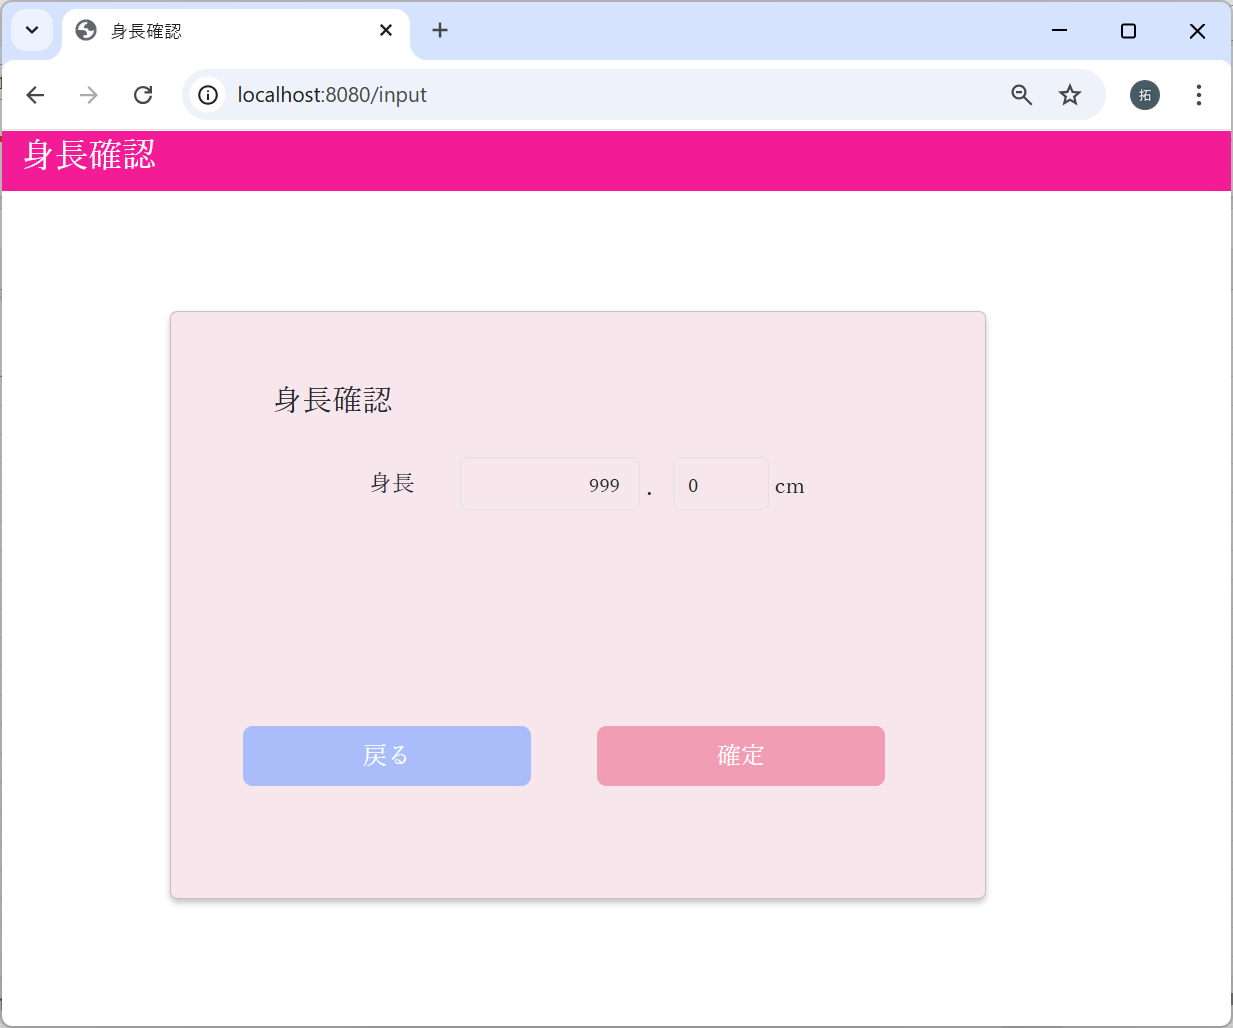 身長確認
localhost:8080/input
拓
身長確認
身長確認
身長 999 . 0 cm
戻る 確定